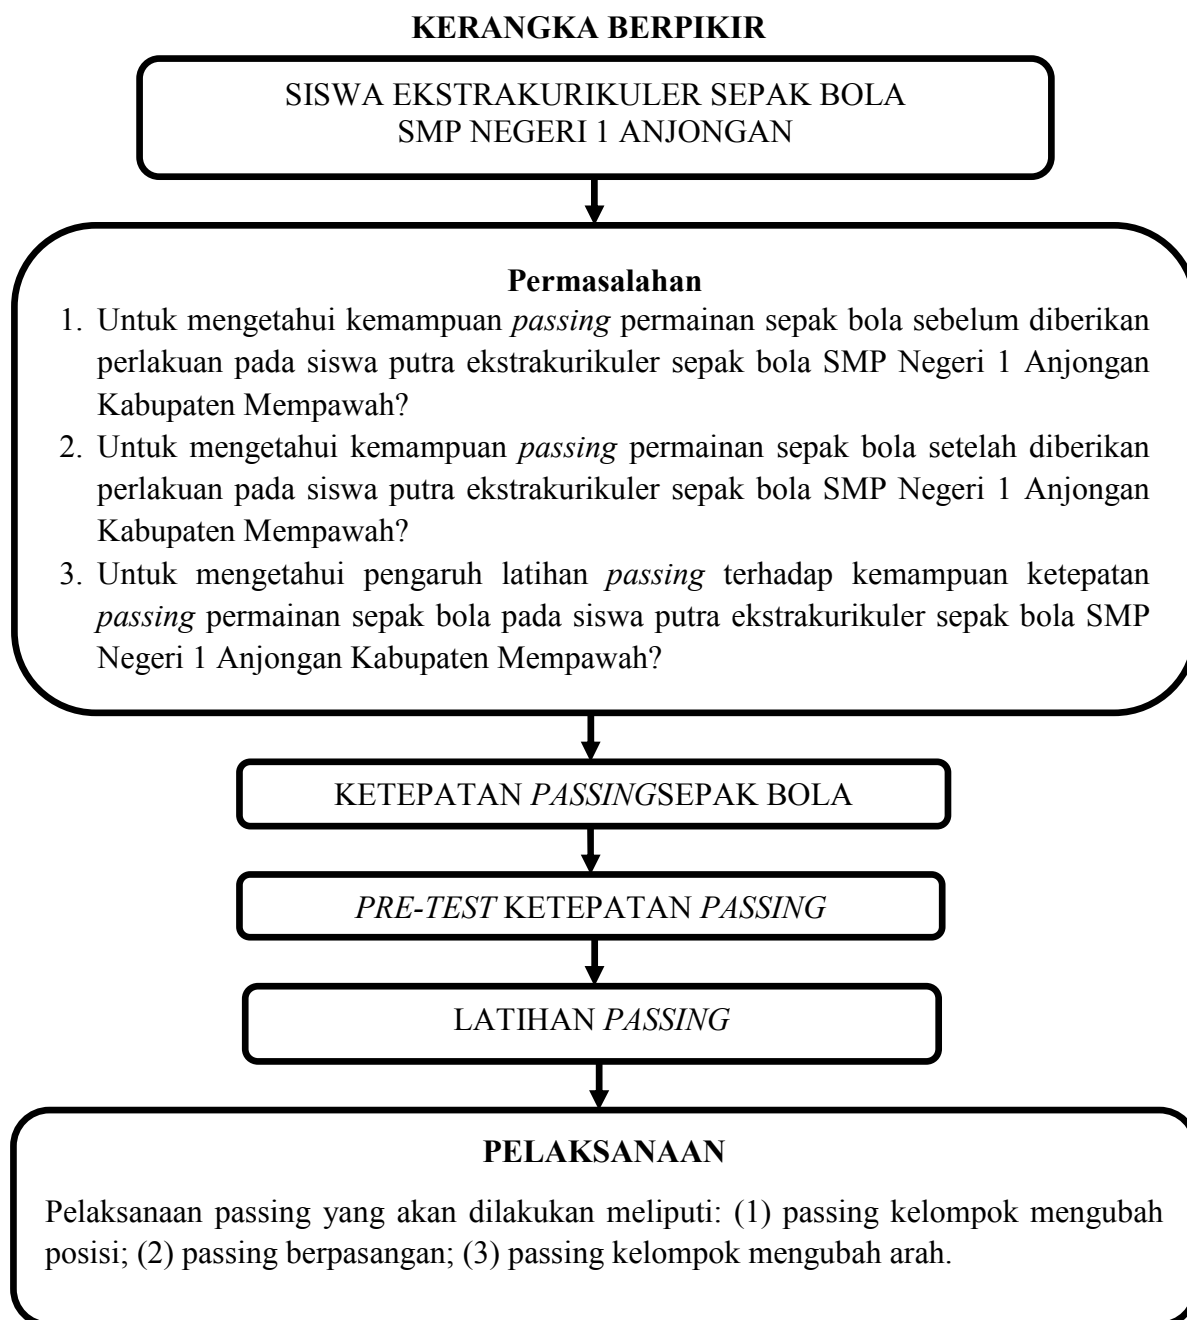 KERANGKA BERPIKIR
SISWA EKSTRAKURIKULER SEPAK BOLA
SMP NEGERI 1 ANJONGAN
Permasalahan
1. Untuk mengetahui kemampuan passing permainan sepak bola sebelum diberikan
perlakuan pada siswa putra ekstrakurikuler sepak bola SMP Negeri 1 Anjongan
Kabupaten Mempawah?
2. Untuk mengetahui kemampuan passing permainan sepak bola setelah diberikan
perlakuan pada siswa putra ekstrakurikuler sepak bola SMP Negeri 1 Anjongan
Kabupaten Mempawah?
3. Untuk mengetahui pengaruh latihan passing terhadap kemampuan ketepatan
passing permainan sepak bola pada siswa putra ekstrakurikuler sepak bola SMP
Negeri 1 Anjongan Kabupaten Mempawah?
KETEPATAN PASSINGSEPAK BOLA
PRE-TEST KETEPATAN PASSING
LATIHAN PASSING
PELAKSANAAN
Pelaksanaan passing yang akan dilakukan meliputi: (1) passing kelompok mengubah
posisi; (2) passing berpasangan; (3) passing kelompok mengubah arah.